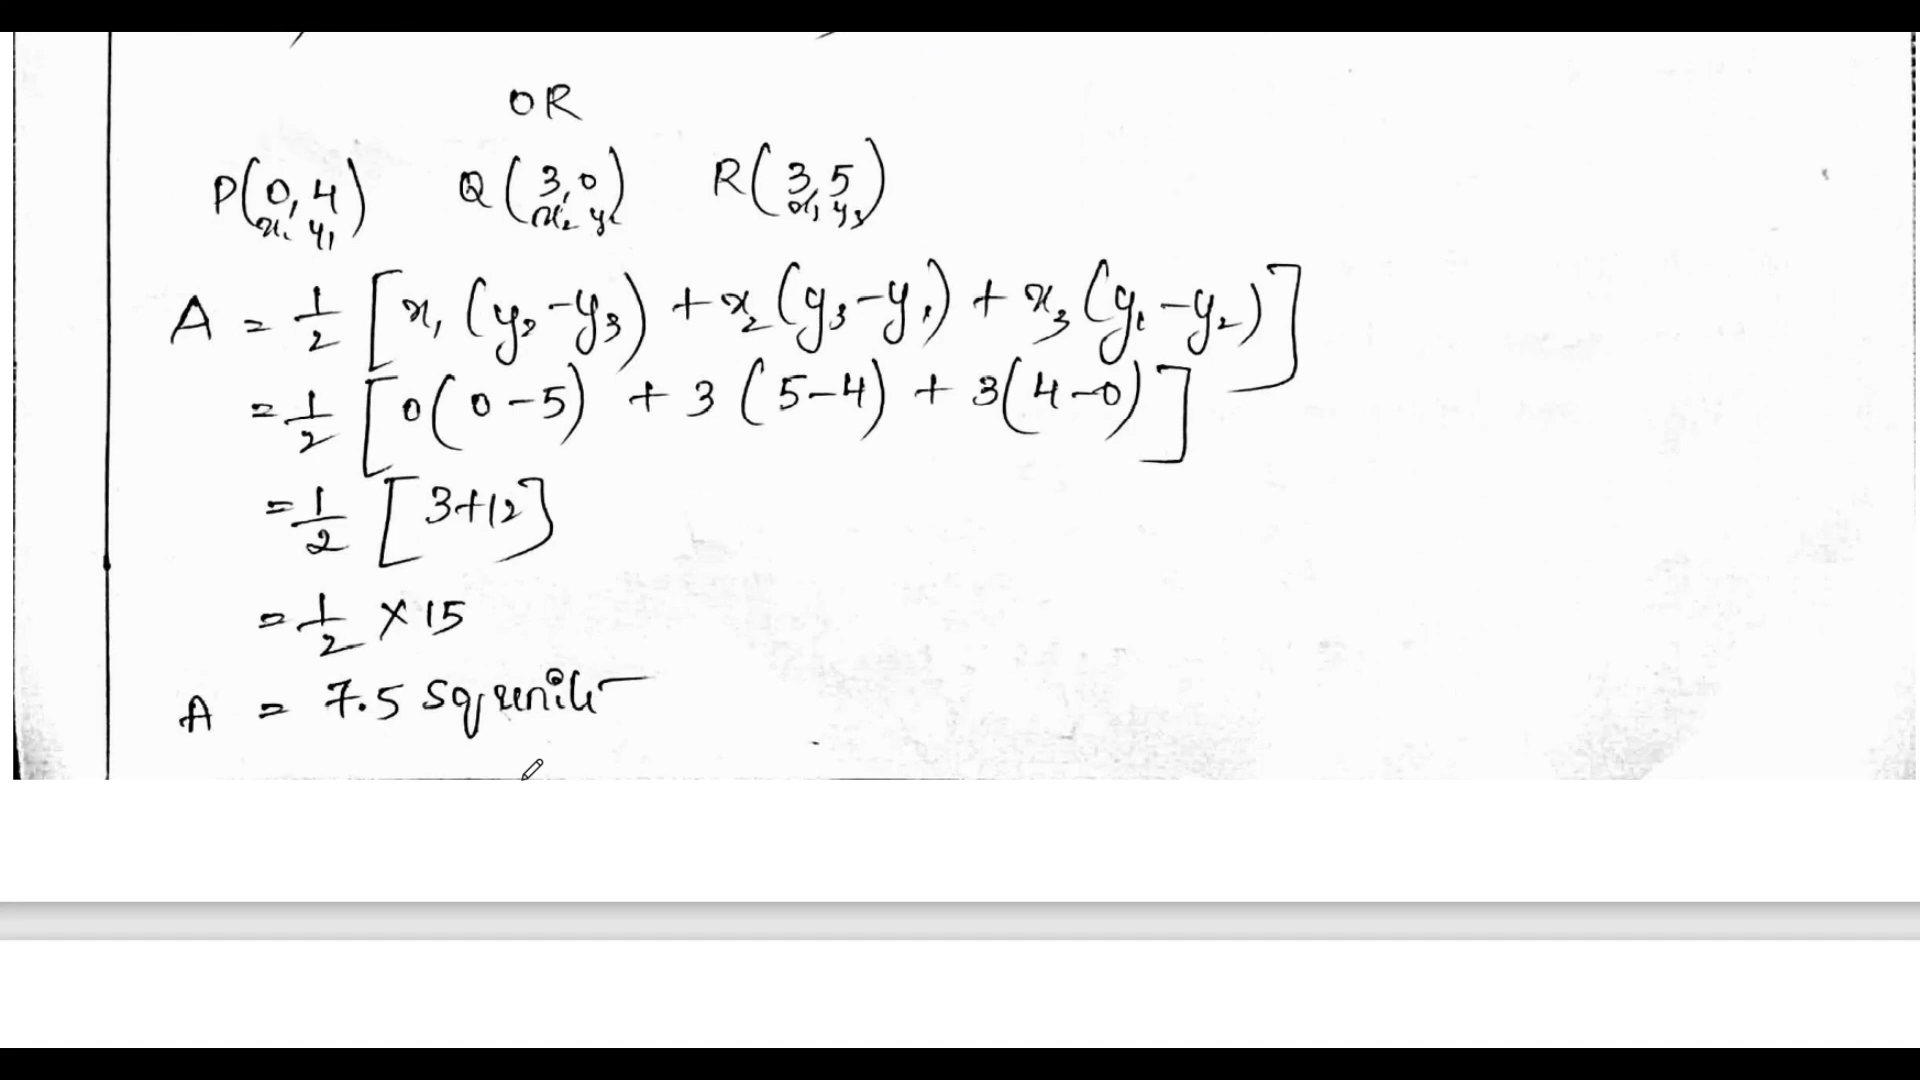 OR
P(0,4) Q(3,0) R(3,5)
x₁ y₁ x₂ y₂ x₃ y₃
A = 1/2 [x₁(y₂-y₃) + x₂(y₃-y₁) + x₃(y₁-y₂)]
= 1/2 [0(0-5) + 3(5-4) + 3(4-0)]
= 1/2 [3+12]
= 1/2 × 15
A = 7.5 sq units